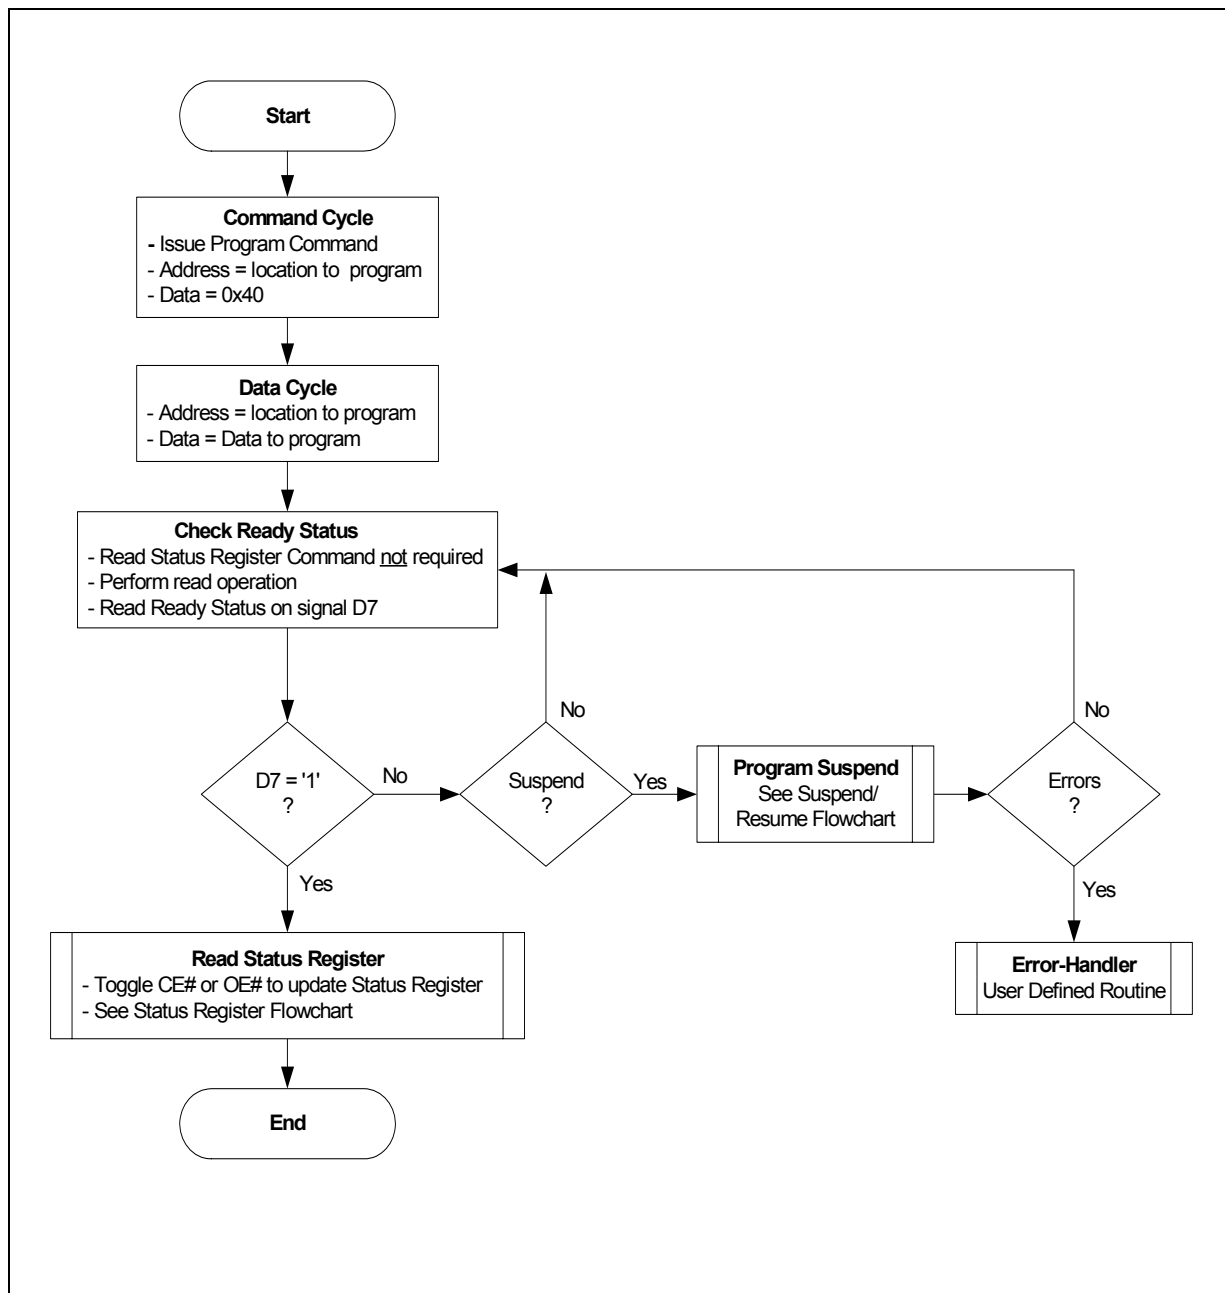 Start
Command Cycle
- Issue Program Command
- Address = location to program
- Data = 0x40
Data Cycle
- Address = location to program
- Data = Data to program
Check Ready Status
- Read Status Register Command not required
- Perform read operation
- Read Ready Status on signal D7
D7 = '1'
?
No
Yes
Suspend
?
No
Yes
Program Suspend
See Suspend/
Resume Flowchart
Errors
?
No
Yes
Error-Handler
User Defined Routine
Read Status Register
- Toggle CE# or OE# to update Status Register
- See Status Register Flowchart
End